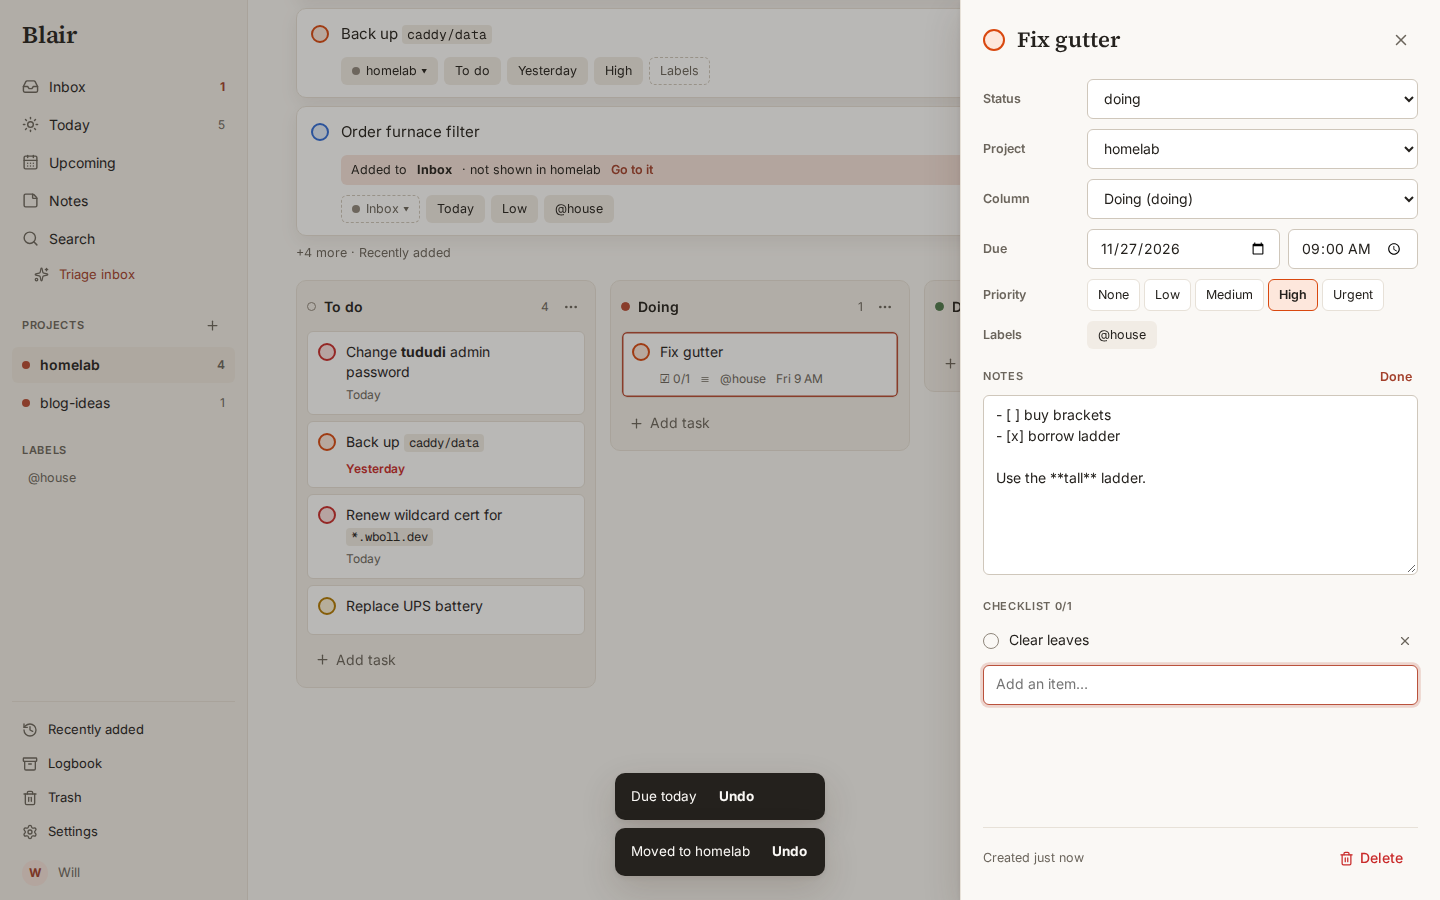 Blair
Inbox 1
Today 5
Upcoming
Notes
Search
Triage inbox
PROJECTS
homelab 4
blog-ideas 1
LABELS
@house
Recently added
Logbook
Trash
Settings
W Will
Back up caddy/data
homelab ▾ To do Yesterday High Labels
Order furnace filter
Added to Inbox · not shown in homelab Go to it
Inbox ▾ Today Low @house
+4 more · Recently added
To do 4 ...
Change tududi admin
password
Today
Back up caddy/data
Yesterday
Renew wildcard cert for
*.wboll.dev
Today
Replace UPS battery
+ Add task
Doing 1 ...
Fix gutter
☑ 0/1 ≡ @house Fri 9 AM
+ Add task
D
+
Due today Undo
Moved to homelab Undo
Fix gutter
Status doing
Project homelab
Column Doing (doing)
Due 11/27/2026 09:00 AM
Priority None Low Medium High Urgent
Labels @house
NOTES Done
- [ ] buy brackets
- [x] borrow ladder
Use the **tall** ladder.
CHECKLIST 0/1
Clear leaves
Add an item...
Created just now Delete